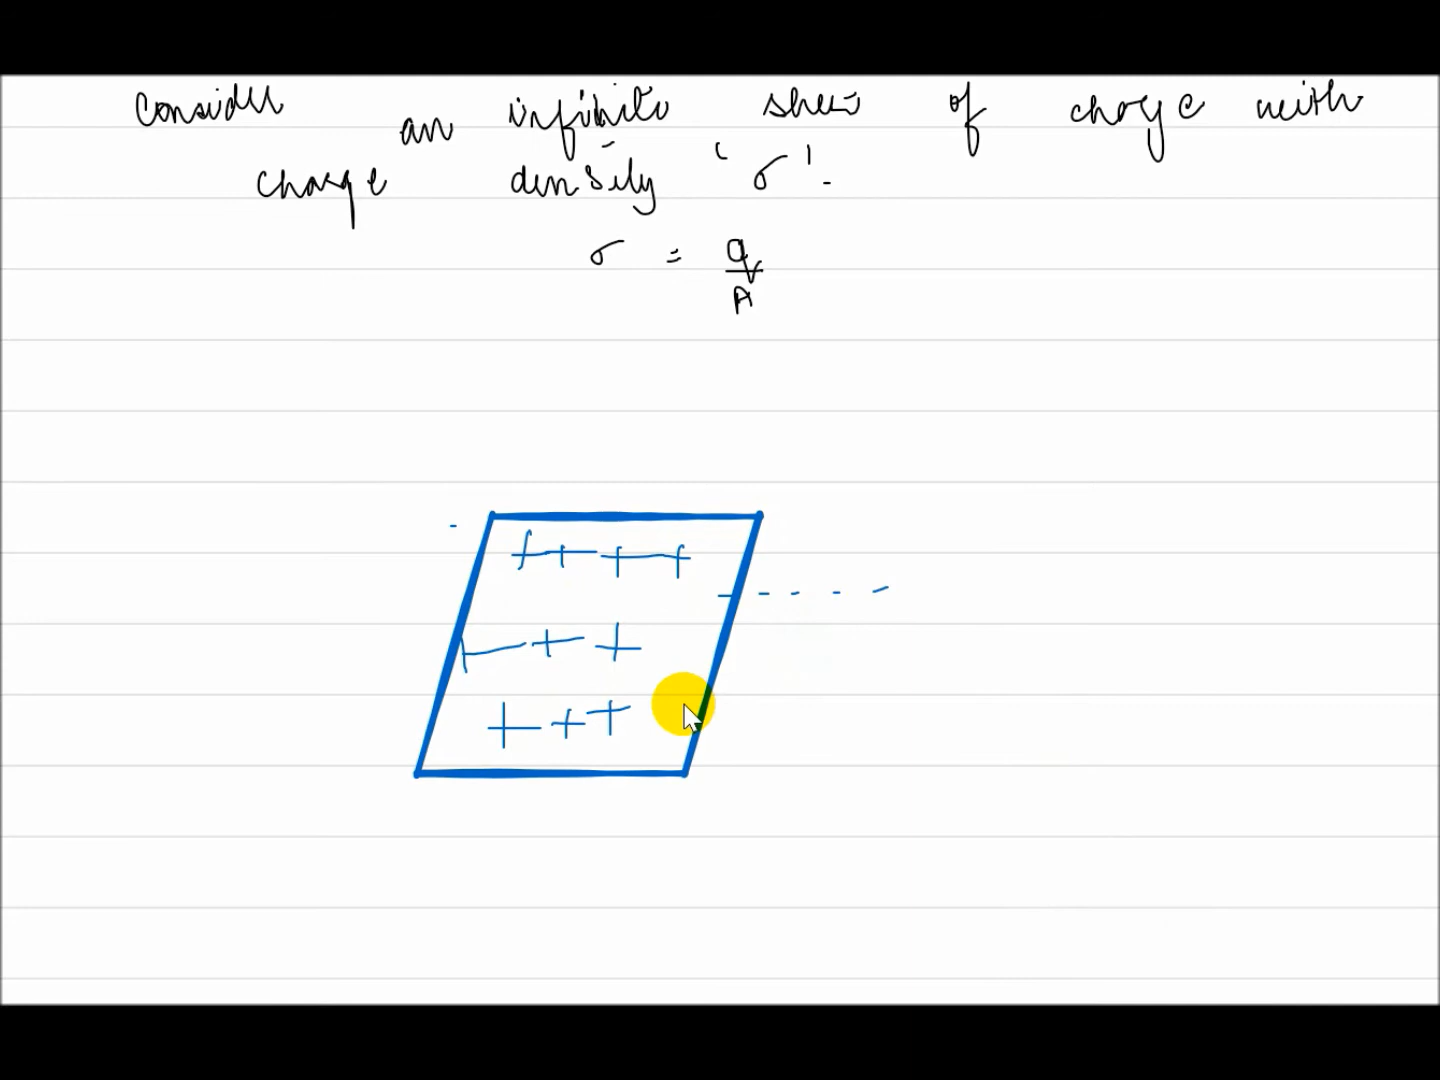 Consider an infinite sheet of charge with
charge density 'σ'.
σ = q/A
+ + + +
+ + +
+ + +